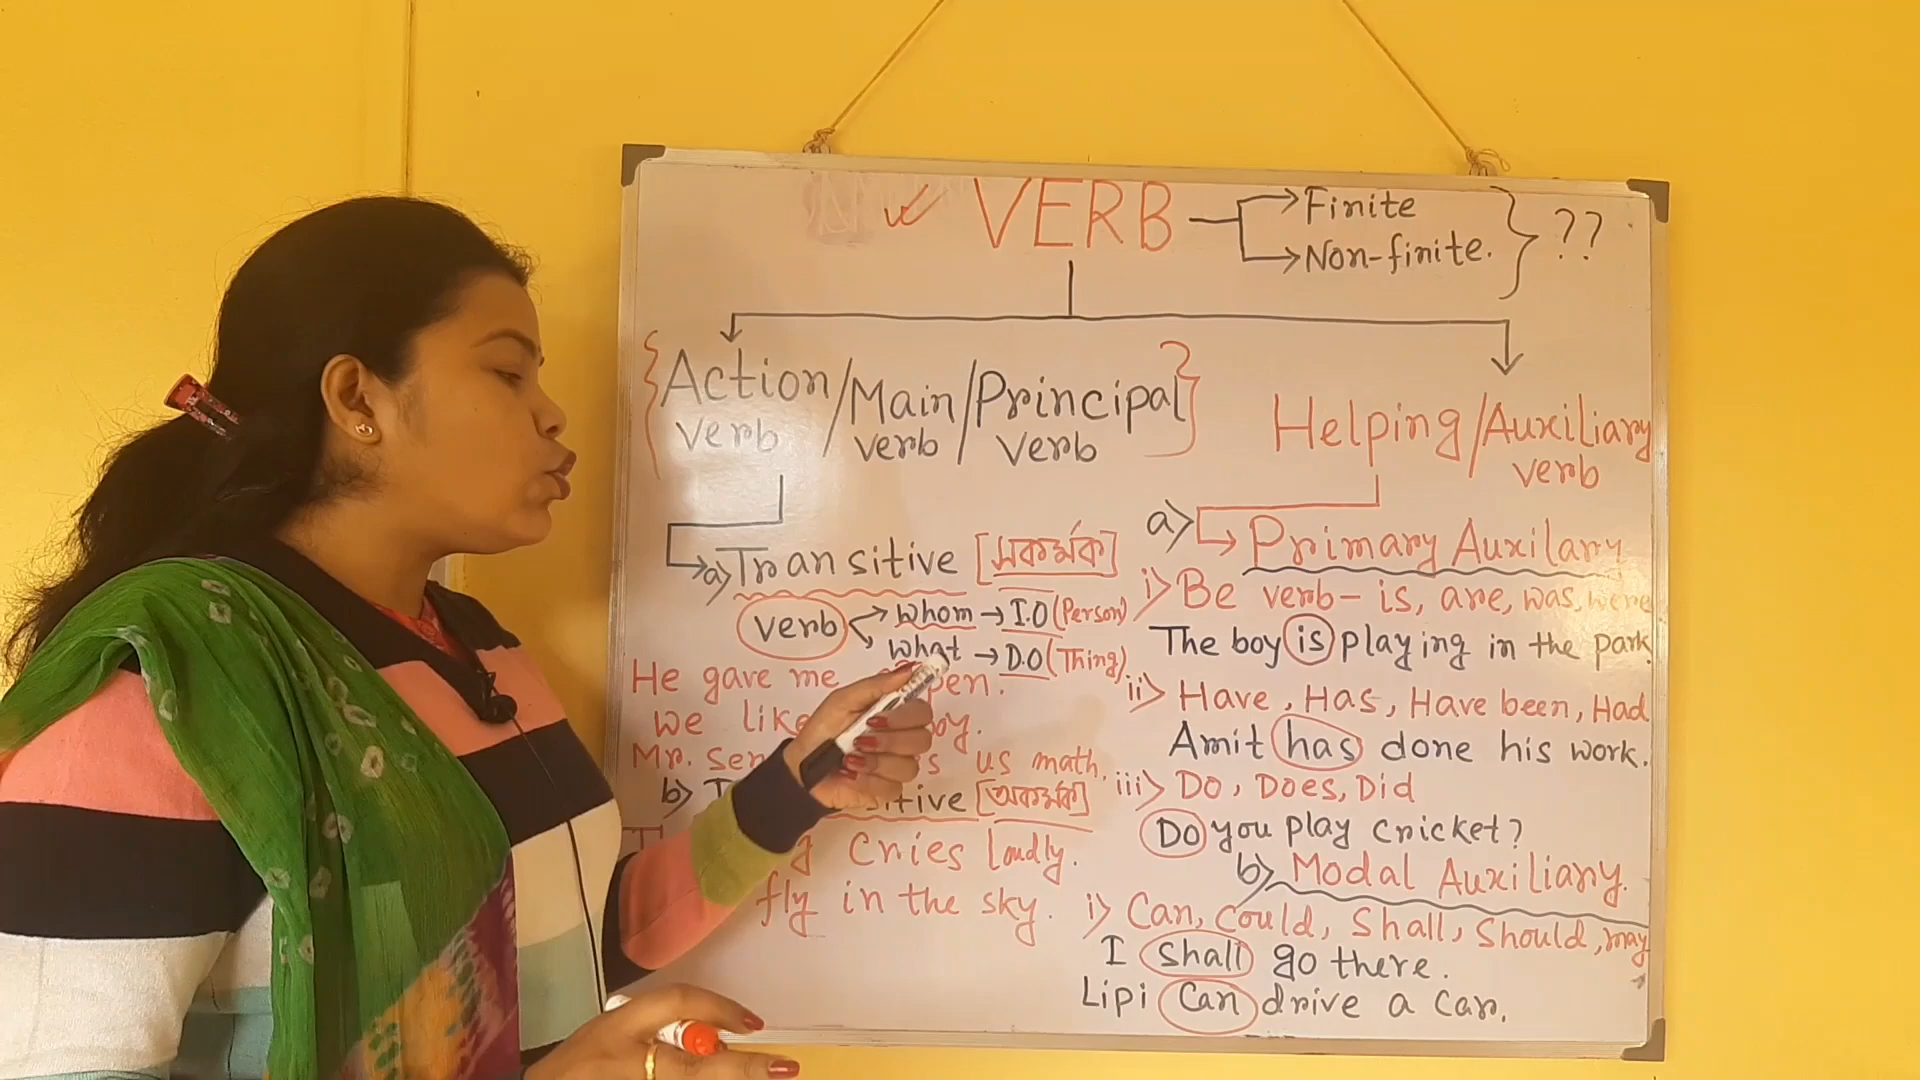 VERB
Finite
Non-finite.
??
Action verb / Main verb / Principal verb
Helping / Auxiliary verb
a) Transitive [সকর্মক]
verb
whom → I.O (Person)
what → D.O (Thing).
He gave me pen.
we like boy.
Mr. Sen us math.
b) [অকর্মক]
cries loudly.
fly in the sky.
a) Primary Auxilary
i) Be verb - is, are, was, were
The boy is playing in the park.
ii) Have, Has, Have been, Had
Amit has done his work.
iii) Do, Does, Did
Do you play cricket?
b) Modal Auxiliary.
i) Can, could, Shall, Should, may
I shall go there.
Lipi can drive a car.